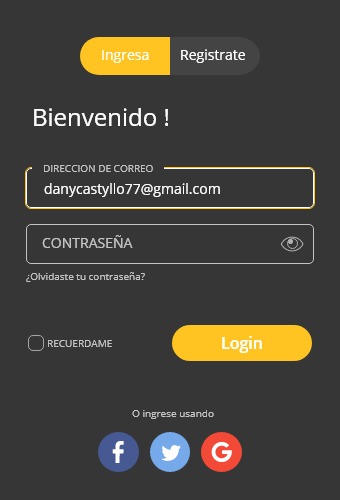 Ingresa Registrate
Bienvenido !
DIRECCION DE CORREO
danycastyllo77@gmail.com
CONTRASEÑA
¿Olvidaste tu contraseña?
RECUERDAME Login
O ingrese usando